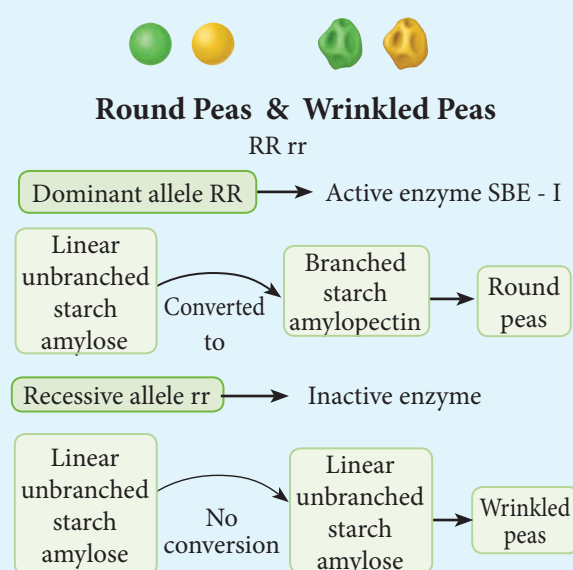 Round Peas & Wrinkled Peas
RR rr
Dominant allele RR
Active enzyme SBE - I
Linear
unbranched
starch
amylose
Converted
to
Branched
starch
amylopectin
Round
peas
Recessive allele rr
Inactive enzyme
Linear
unbranched
starch
amylose
No
conversion
Linear
unbranched
starch
amylose
Wrinkled
peas